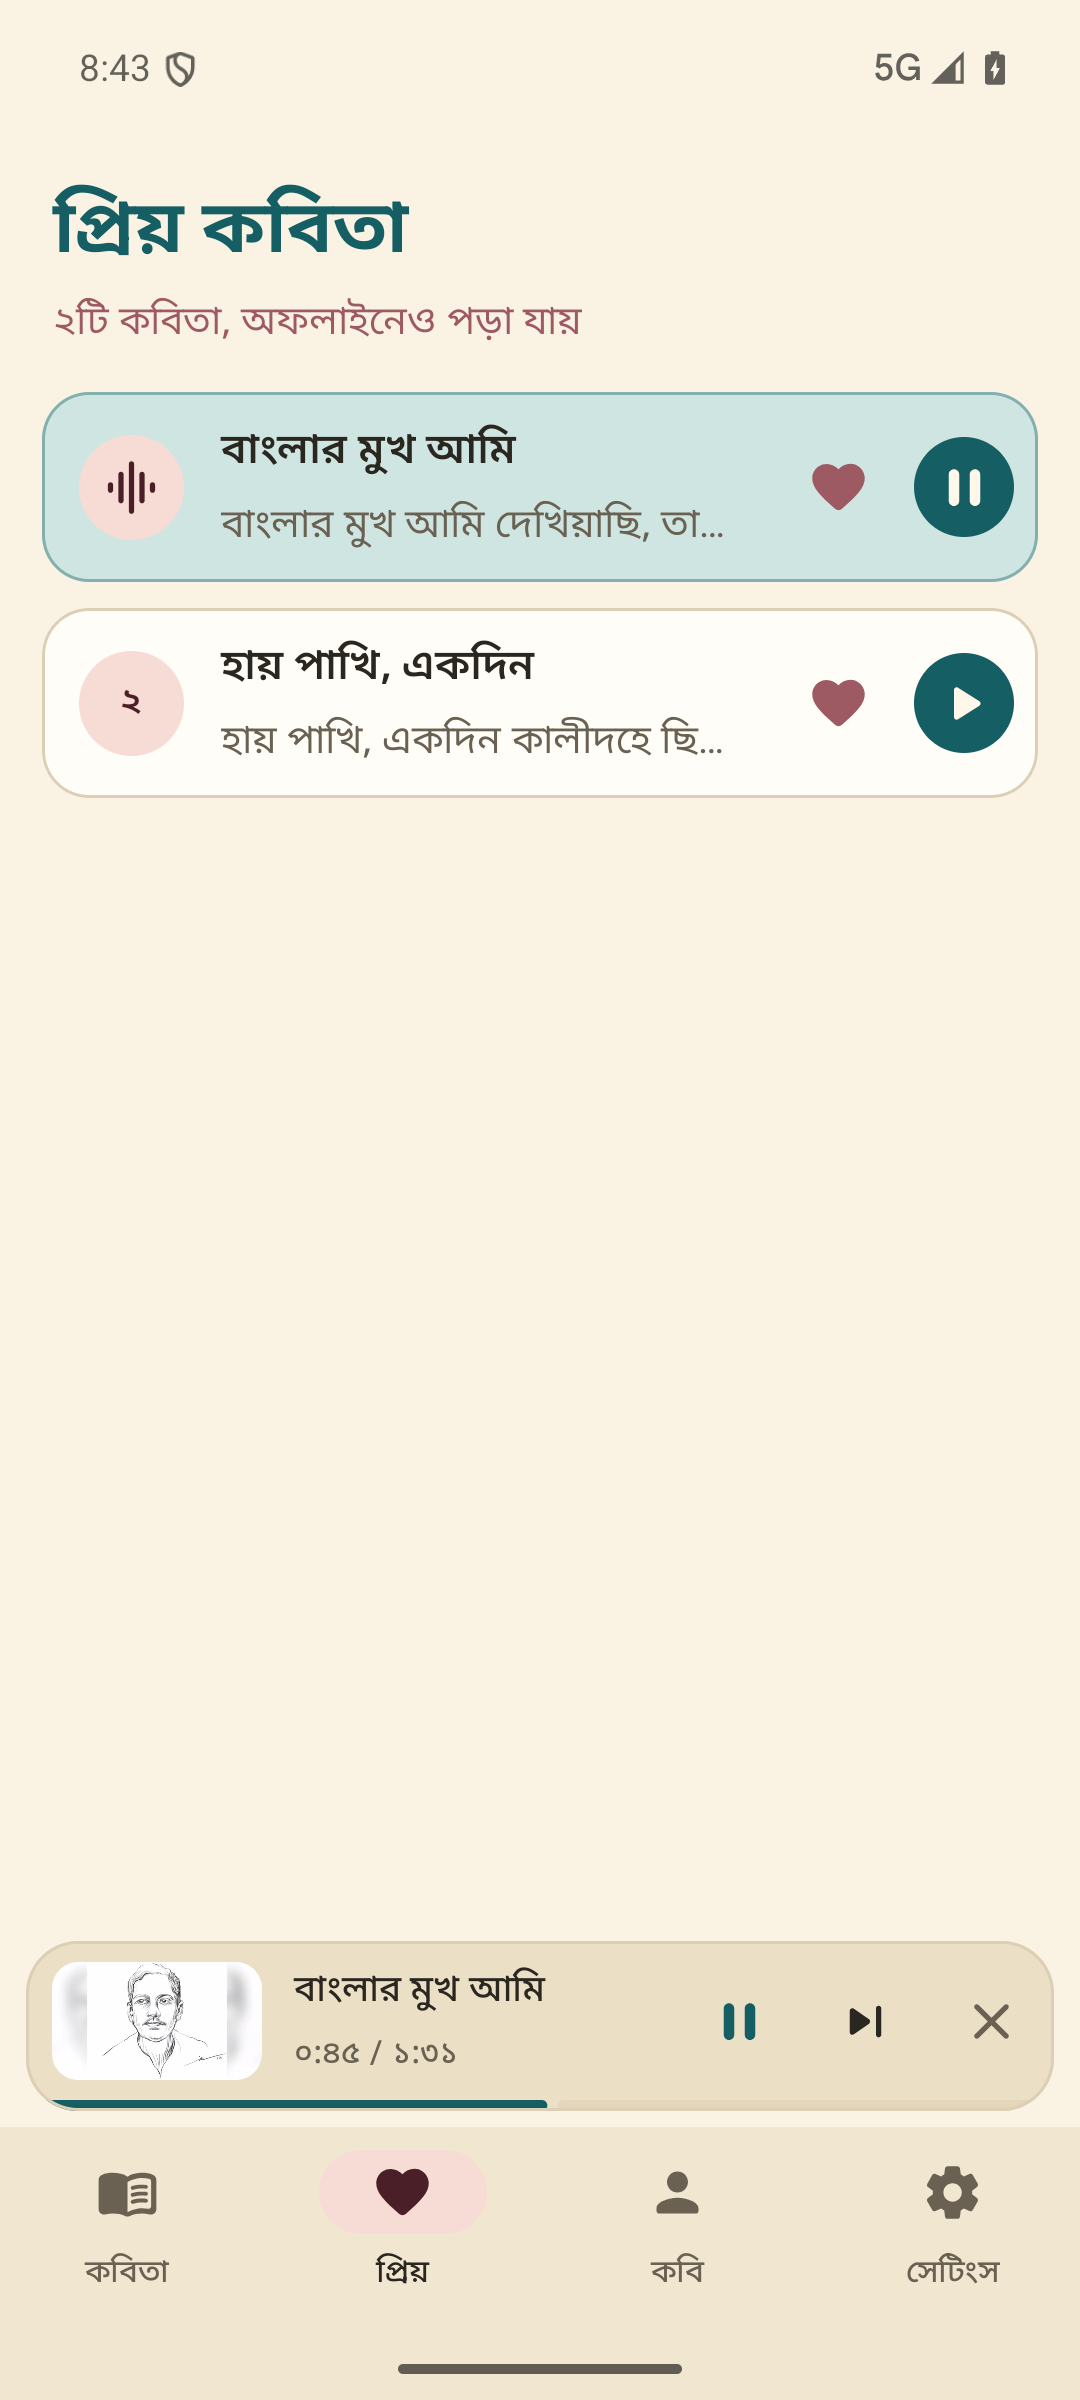 8:43
5G
প্রিয় কবিতা
২টি কবিতা, অফলাইনেও পড়া যায়
বাংলার মুখ আমি
বাংলার মুখ আমি দেখিয়াছি, তা...
২
হায় পাখি, একদিন
হায় পাখি, একদিন কালীদহে ছি...
বাংলার মুখ আমি
০:৪৫ / ১:৩১
কবিতা
প্রিয়
কবি
সেটিংস